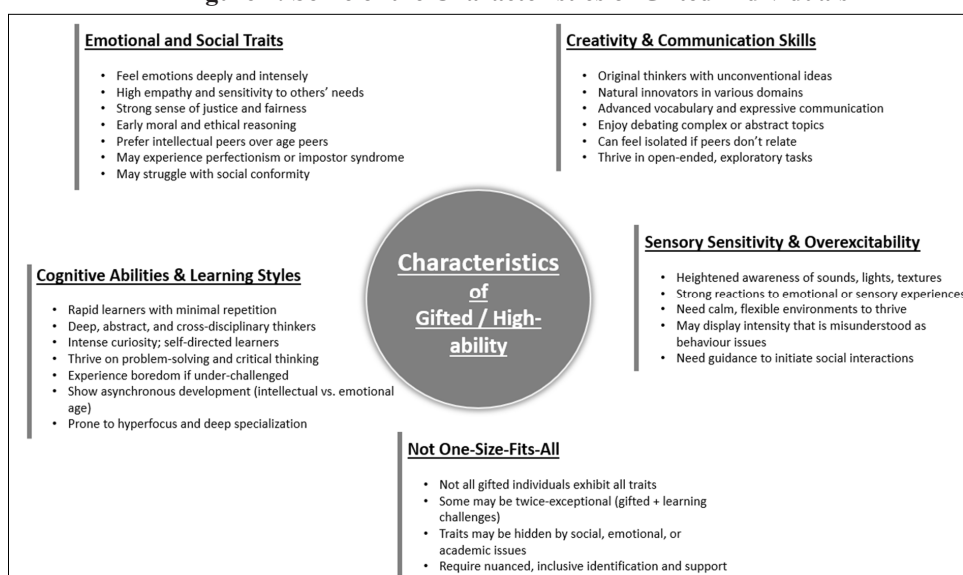 Emotional and Social Traits
• Feel emotions deeply and intensely
• High empathy and sensitivity to others' needs
• Strong sense of justice and fairness
• Early moral and ethical reasoning
• Prefer intellectual peers over age peers
• May experience perfectionism or impostor syndrome
• May struggle with social conformity
Creativity & Communication Skills
• Original thinkers with unconventional ideas
• Natural innovators in various domains
• Advanced vocabulary and expressive communication
• Enjoy debating complex or abstract topics
• Can feel isolated if peers don't relate
• Thrive in open-ended, exploratory tasks
Characteristics
of
Gifted / High-
ability
Sensory Sensitivity & Overexcitability
• Heightened awareness of sounds, lights, textures
• Strong reactions to emotional or sensory experiences
• Need calm, flexible environments to thrive
• May display intensity that is misunderstood as
behaviour issues
• Need guidance to initiate social interactions
Cognitive Abilities & Learning Styles
• Rapid learners with minimal repetition
• Deep, abstract, and cross-disciplinary thinkers
• Intense curiosity; self-directed learners
• Thrive on problem-solving and critical thinking
• Experience boredom if under-challenged
• Show asynchronous development (intellectual vs. emotional
age)
• Prone to hyperfocus and deep specialization
Not One-Size-Fits-All
• Not all gifted individuals exhibit all traits
• Some may be twice-exceptional (gifted + learning
challenges)
• Traits may be hidden by social, emotional, or
academic issues
• Require nuanced, inclusive identification and support